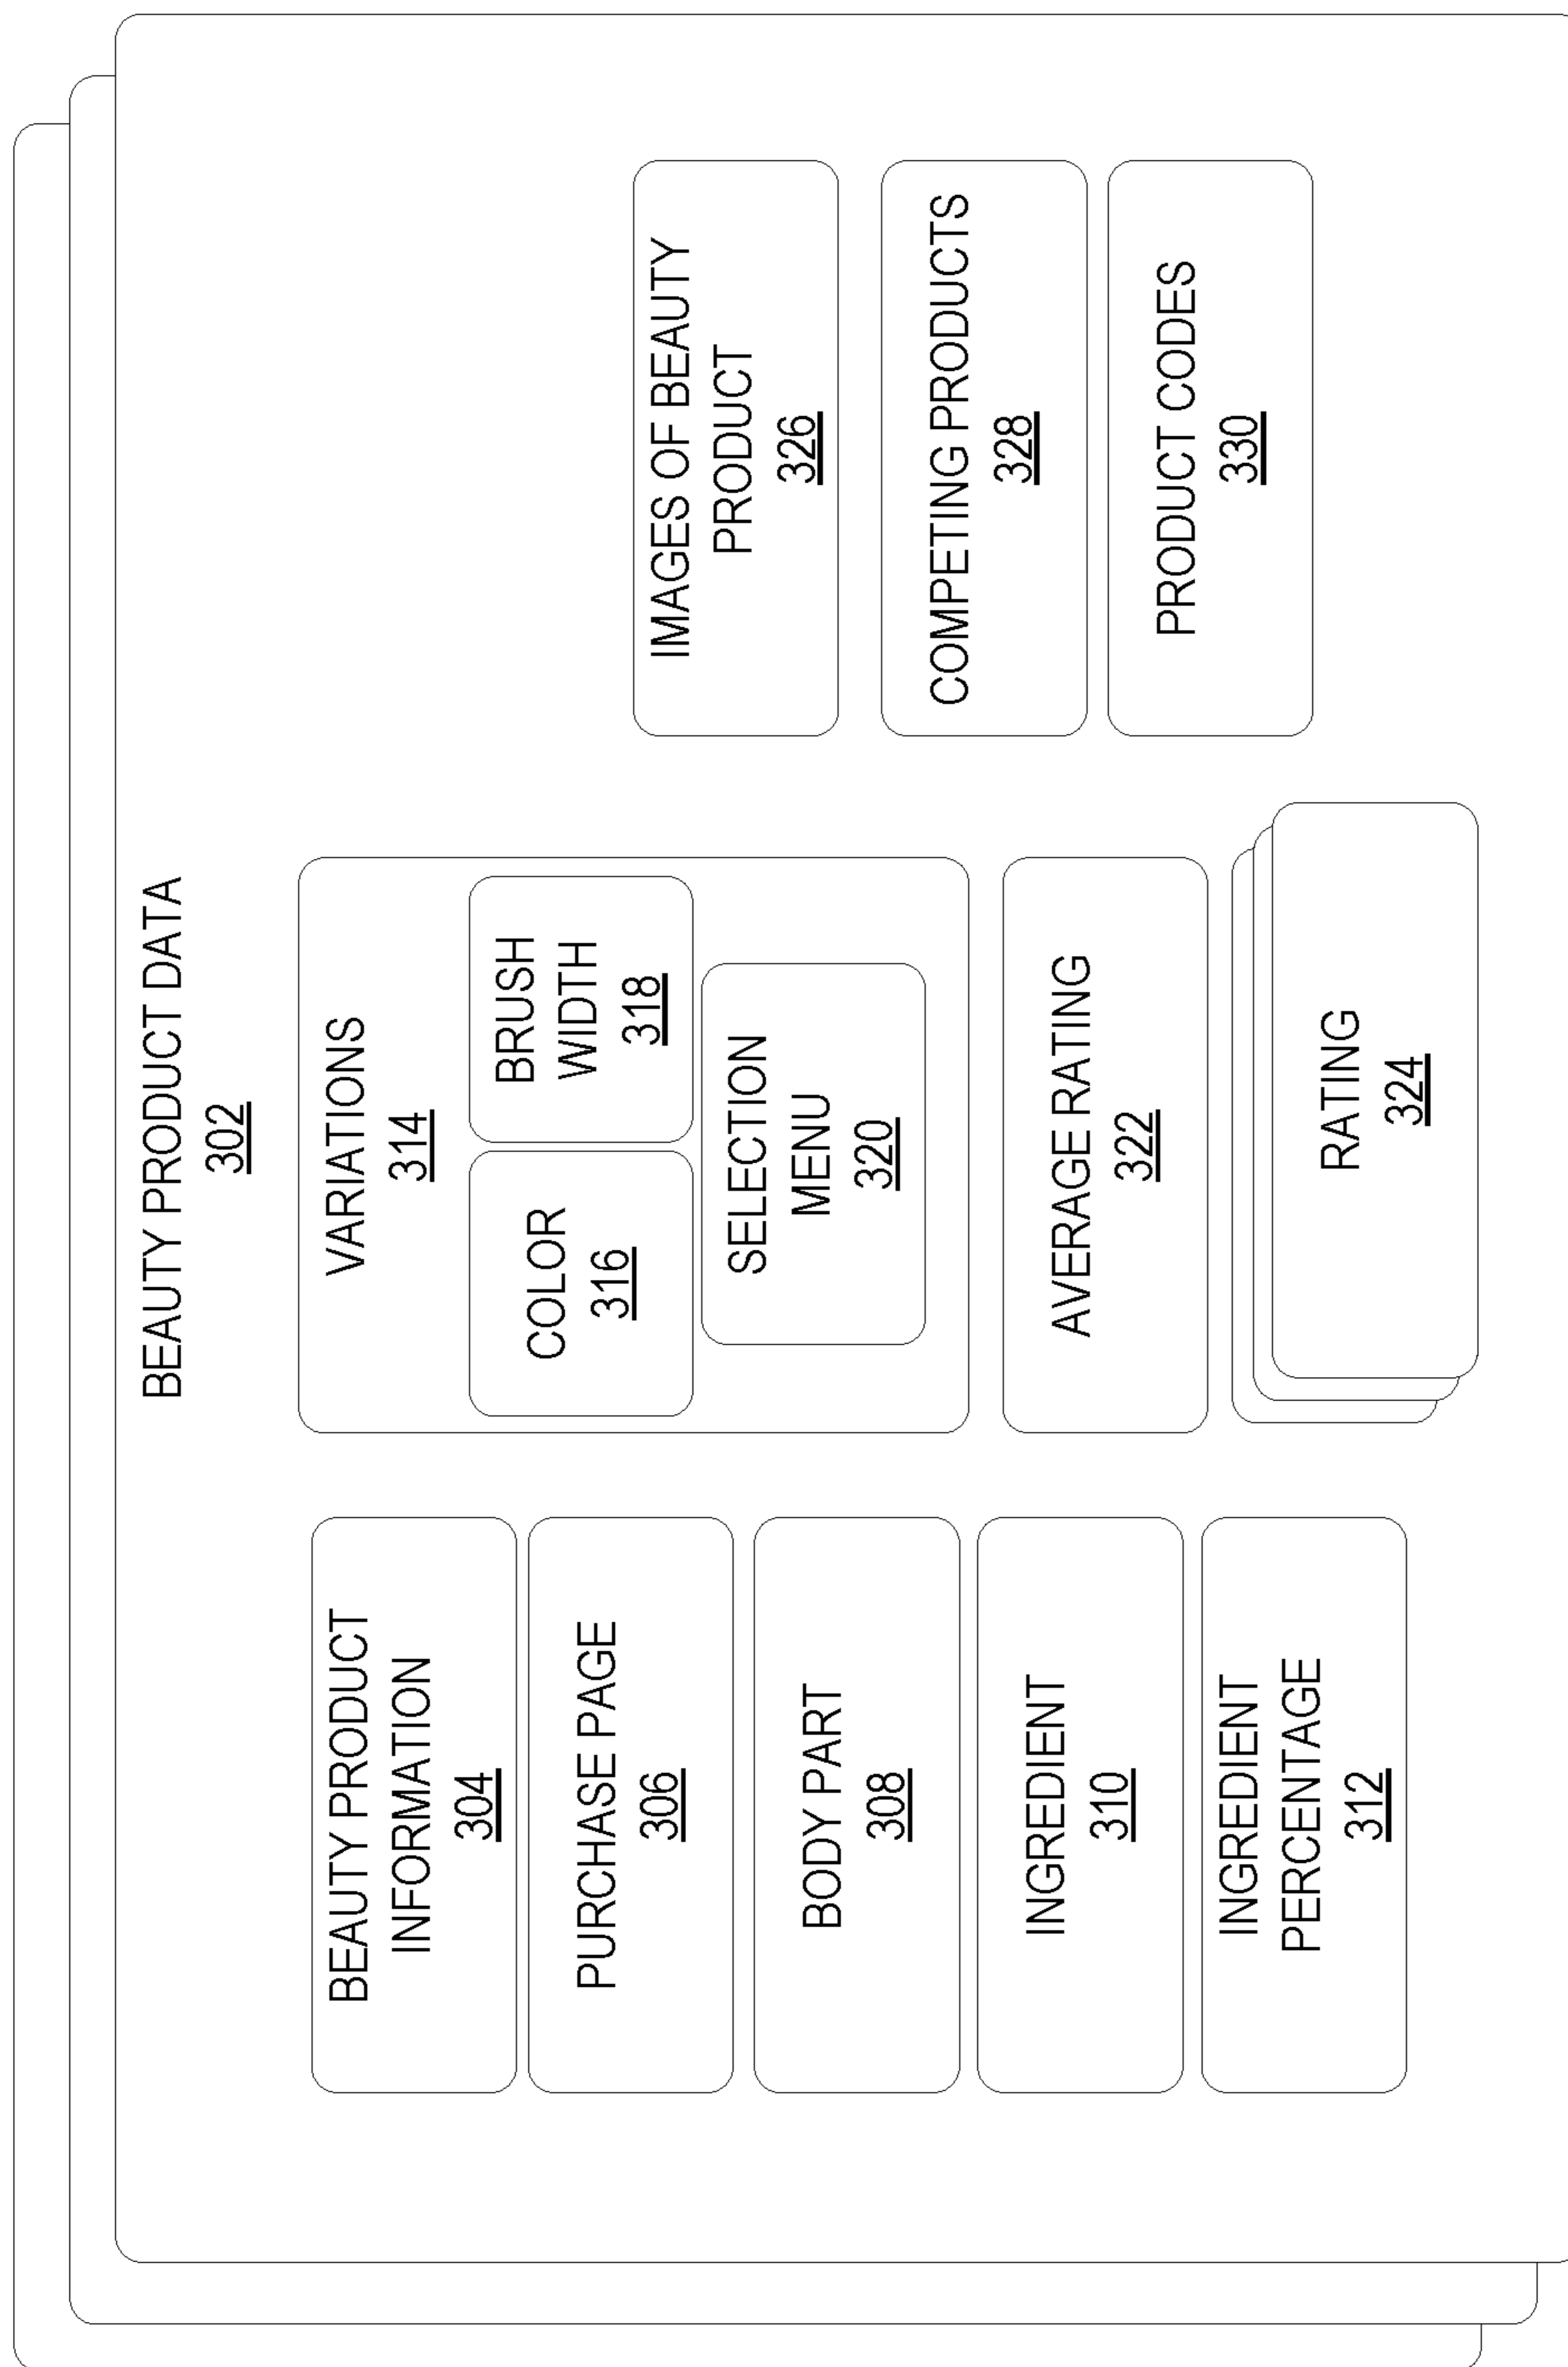 BEAUTY PRODUCT DATA
302
BEAUTY PRODUCT
INFORMATION
304
PURCHASE PAGE
306
BODY PART
308
INGREDIENT
310
INGREDIENT
PERCENTAGE
312
VARIATIONS
314
COLOR
316
BRUSH
WIDTH
318
SELECTION
MENU
320
AVERAGE RATING
322
RATING
324
IMAGES OF BEAUTY
PRODUCT
326
COMPETING PRODUCTS
328
PRODUCT CODES
330